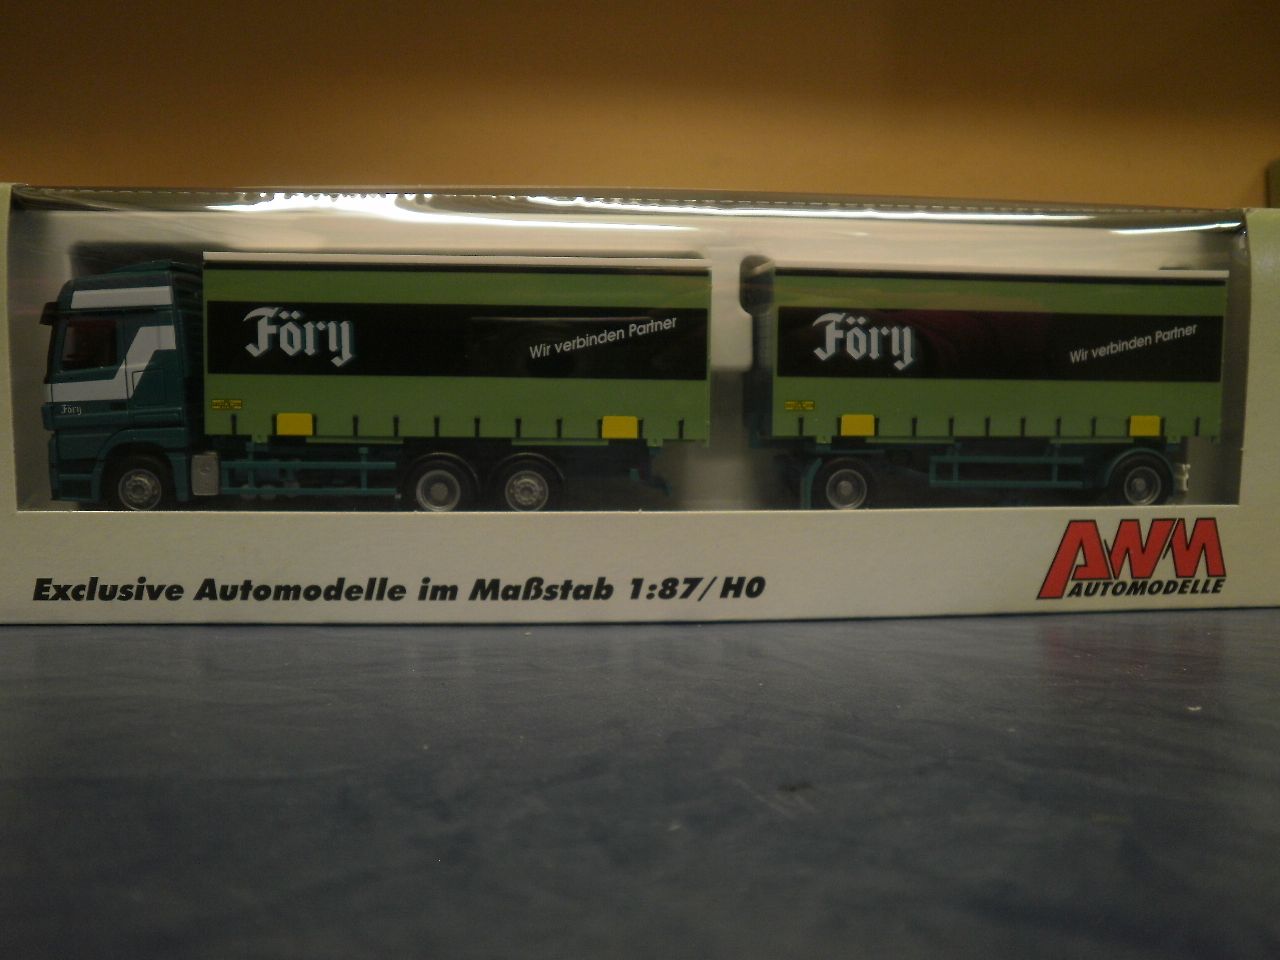 Föry
Wir verbinden Partner
Föry
Wir verbinden Partner
Föry
Exclusive Automodelle im Maßstab 1:87/H0
AWM
AUTOMODELLE